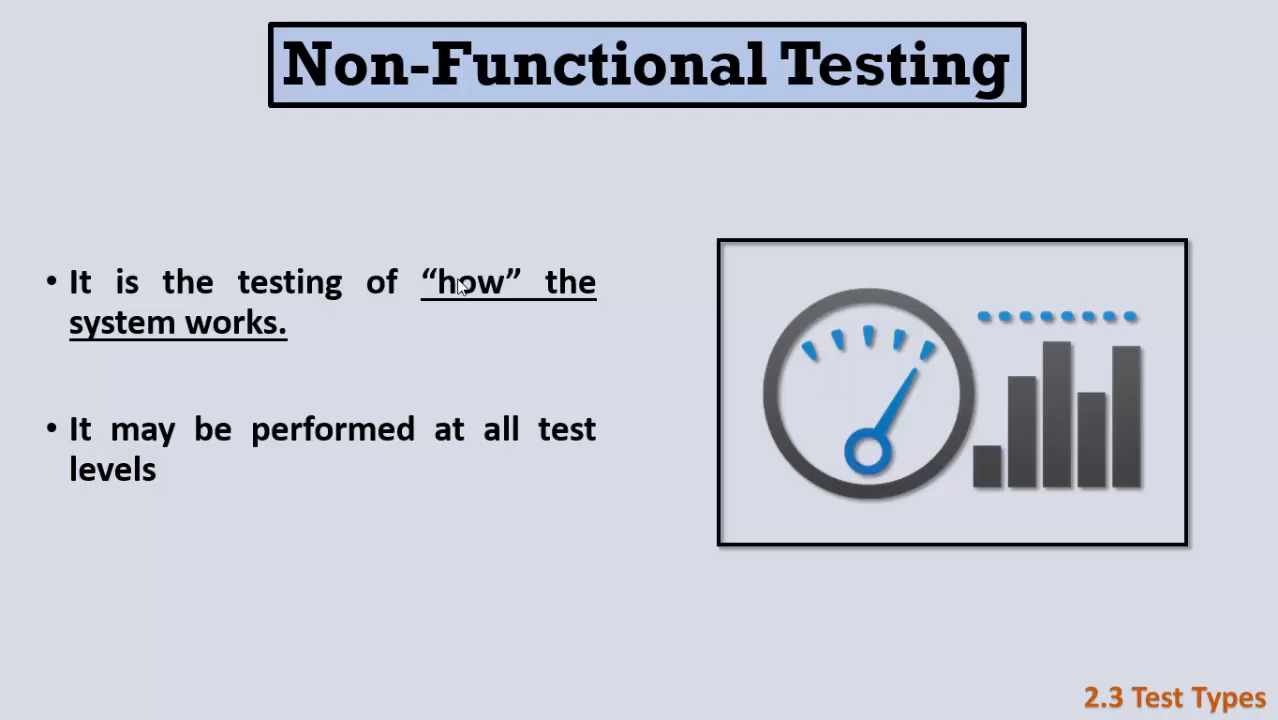 Non-Functional Testing
• It is the testing of “how” the
system works.
• It may be performed at all test
levels
2.3 Test Types